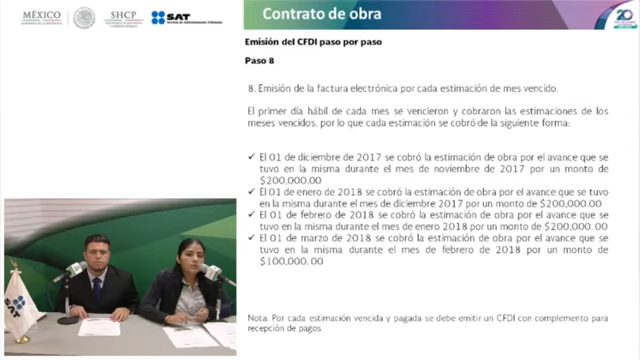 MÉXICO
SHCP
SAT
Contrato de obra
20
Emisión del CFDI paso por paso
Paso 8
8. Emisión de la factura electrónica por cada estimación de mes vencido.
El primer día hábil de cada mes se vencieron y cobraron las estimaciones de los
meses vencidos, por lo que cada estimación se cobró de la siguiente forma:
✓ El 01 de diciembre de 2017 se cobró la estimación de obra por el avance que se
tuvo en la misma durante el mes de noviembre de 2017 por un monto de
$200,000.00
✓ El 01 de enero de 2018 se cobró la estimación de obra por el avance que se tuvo
en la misma durante el mes de diciembre 2017 por un monto de $200,000.00
✓ El 01 de febrero de 2018 se cobró la estimación de obra por el avance que se
tuvo en la misma durante el mes de enero 2018 por un monto de $200,000.00
✓ El 01 de marzo de 2018 se cobró la estimación de obra por el avance que se
tuvo en la misma durante el mes de febrero de 2018 por un monto de
$100,000.00
SAT
Nota: Por cada estimación vencida y pagada se debe emitir un CFDI con complemento para
recepción de pagos